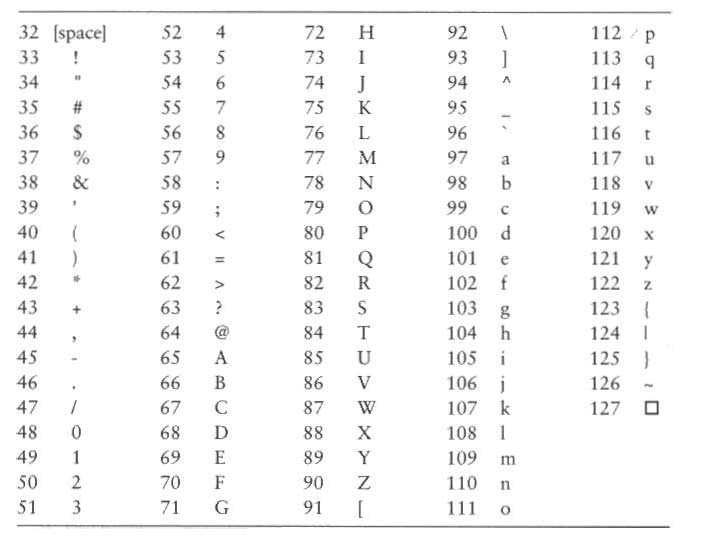 32 [space] 52 4 72 H 92 \ 112 p
33 ! 53 5 73 I 93 ] 113 q
34 " 54 6 74 J 94 ^ 114 r
35 # 55 7 75 K 95 _ 115 s
36 $ 56 8 76 L 96 ` 116 t
37 % 57 9 77 M 97 a 117 u
38 & 58 : 78 N 98 b 118 v
39 ' 59 ; 79 O 99 c 119 w
40 ( 60 < 80 P 100 d 120 x
41 ) 61 = 81 Q 101 e 121 y
42 * 62 > 82 R 102 f 122 z
43 + 63 ? 83 S 103 g 123 {
44 , 64 @ 84 T 104 h 124 |
45 - 65 A 85 U 105 i 125 }
46 . 66 B 86 V 106 j 126 ~
47 / 67 C 87 W 107 k 127 □
48 0 68 D 88 X 108 l
49 1 69 E 89 Y 109 m
50 2 70 F 90 Z 110 n
51 3 71 G 91 [ 111 o